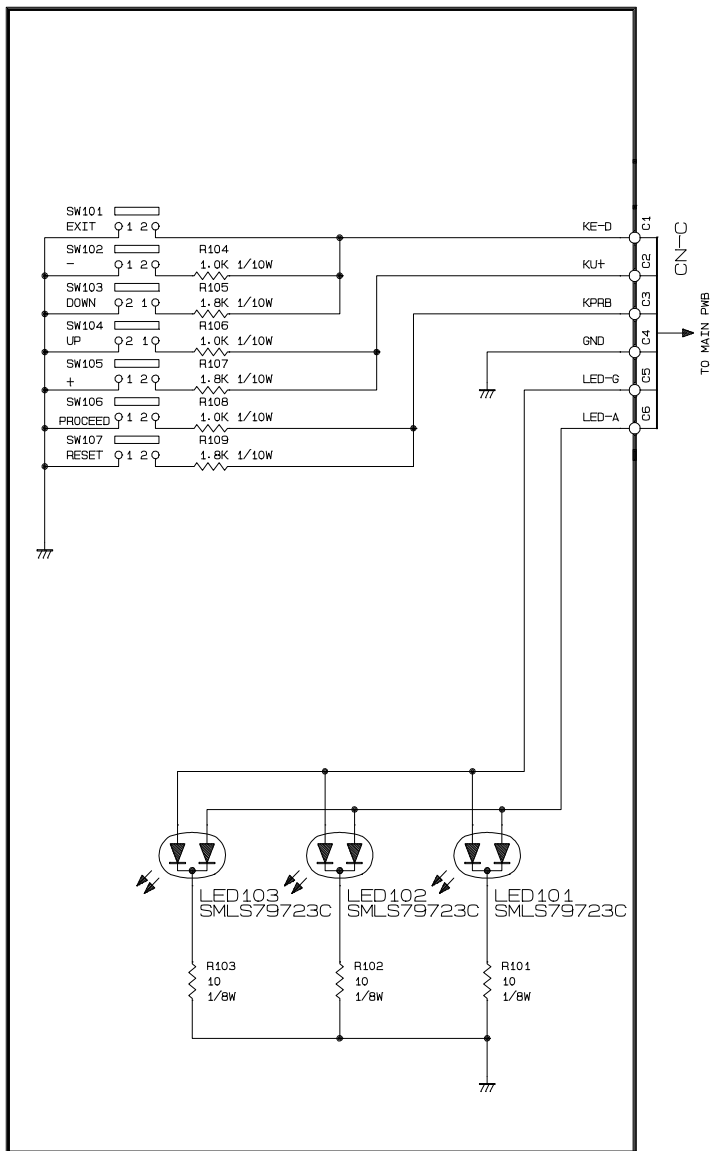 SW101
EXIT 1 2
SW102 R104
- 1 2 1.0K 1/10W
SW103 R105
DOWN 2 1 1.8K 1/10W
SW104 R106
UP 2 1 1.0K 1/10W
SW105 R107
+ 1 2 1.8K 1/10W
SW106 R108
PROCEED 1 2 1.0K 1/10W
SW107 R109
RESET 1 2 1.8K 1/10W
KE-D C1
KU+ C2
KPRB C3
GND C4
LED-G C5
LED-A C6
CN-C
TO MAIN PWB
LED103
SMLS79723C
LED102
SMLS79723C
LED101
SMLS79723C
R103
10
1/8W
R102
10
1/8W
R101
10
1/8W